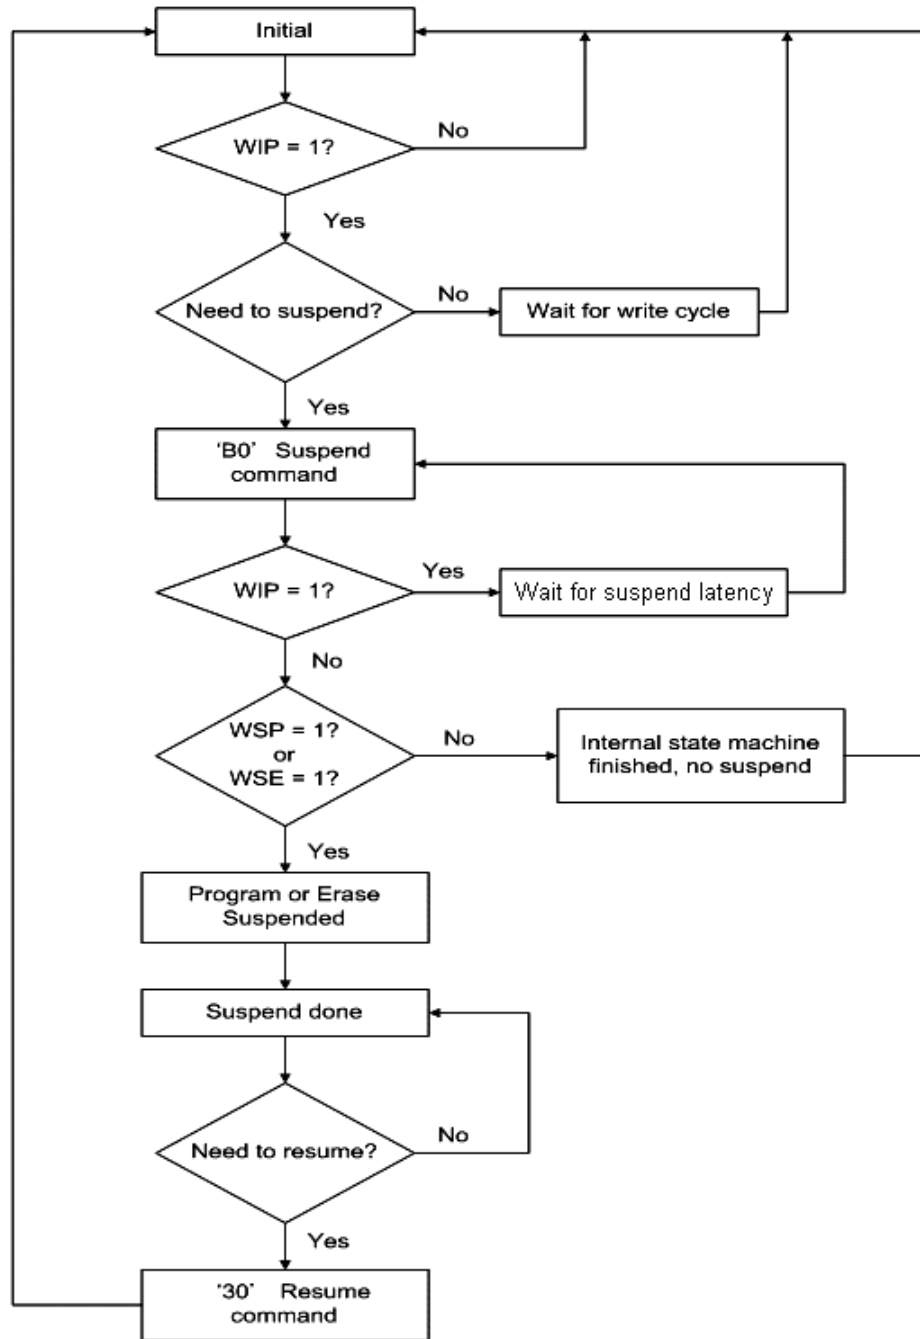 Initial
WIP = 1?
No
Yes
Need to suspend?
No
Wait for write cycle
Yes
‘B0’ Suspend
command
WIP = 1?
Yes
Wait for suspend latency
No
WSP = 1?
or
WSE = 1?
No
Internal state machine
finished, no suspend
Yes
Program or Erase
Suspended
Suspend done
Need to resume?
No
Yes
‘30’ Resume
command